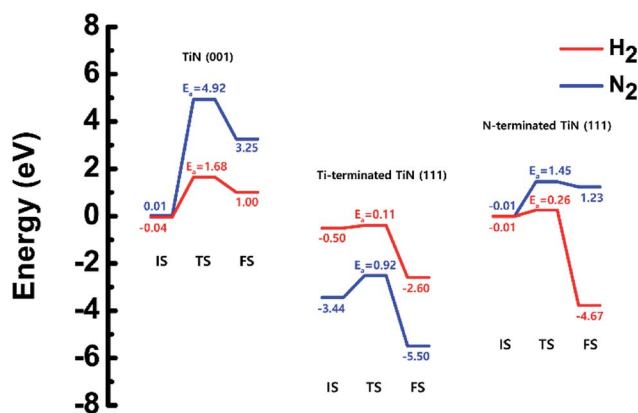 8
6
4
2
0
-2
-4
-6
-8
Energy (eV)
H2
N2
TiN (001)
Ea=4.92
3.25
Ea=1.68
1.00
0.01
-0.04
IS TS FS
Ti-terminated TiN (111)
Ea=0.11
-0.50
-2.60
Ea=0.92
-3.44
-5.50
IS TS FS
N-terminated TiN (111)
Ea=1.45
1.23
-0.01
Ea=0.26
-0.01
-4.67
IS TS FS